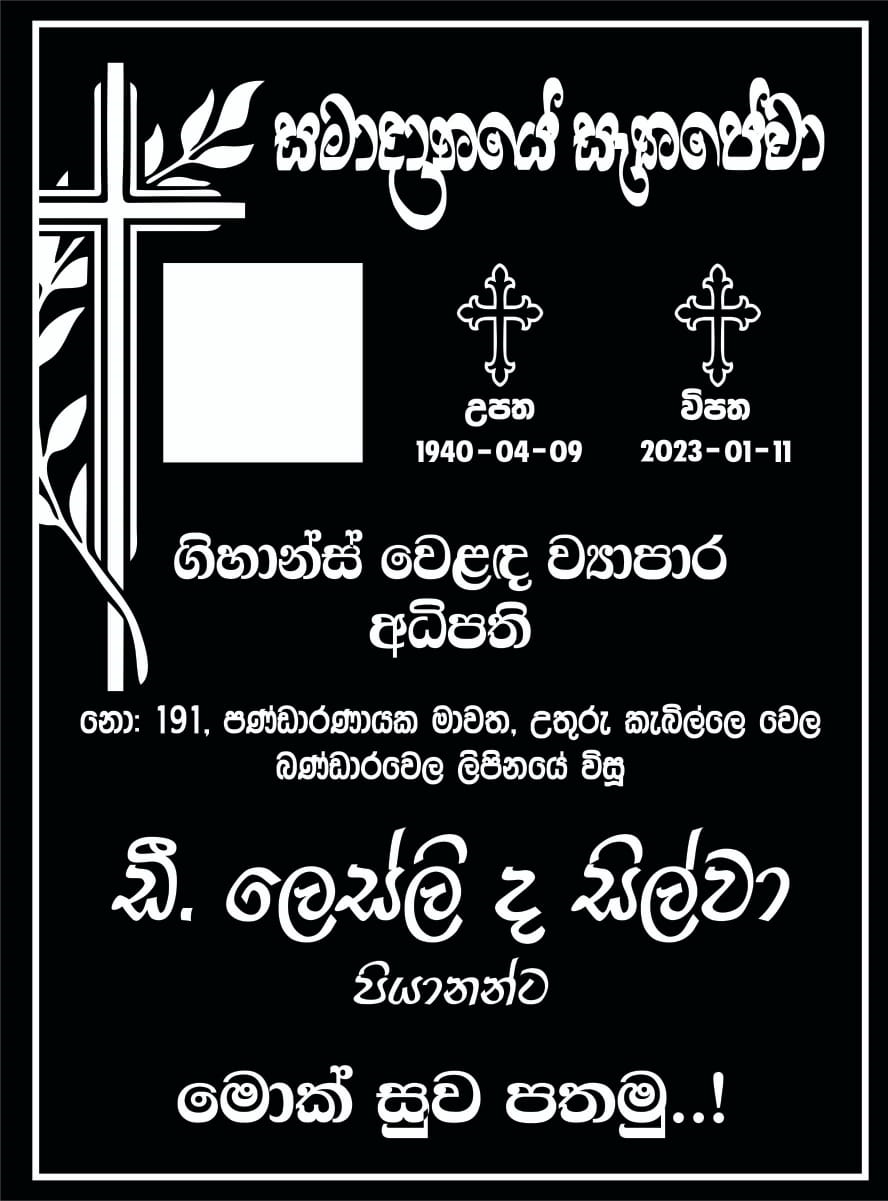 සමාදානයේ සැනසේවා
උපත
විපත
1940-04-09
2023-01-11
ගිහාන්ස් වෙළඳ ව්‍යාපාර
අධිපති
නො: 191, පණ්ඩාරණායක මාවත, උතුරු කැබිල්ලෙ වෙල
බණ්ඩාරවෙල ලිපිනයේ විසූ
ඩී. ලෙස්ලි ද සිල්වා
පියානන්ට
මොක් සුව පතමු..!